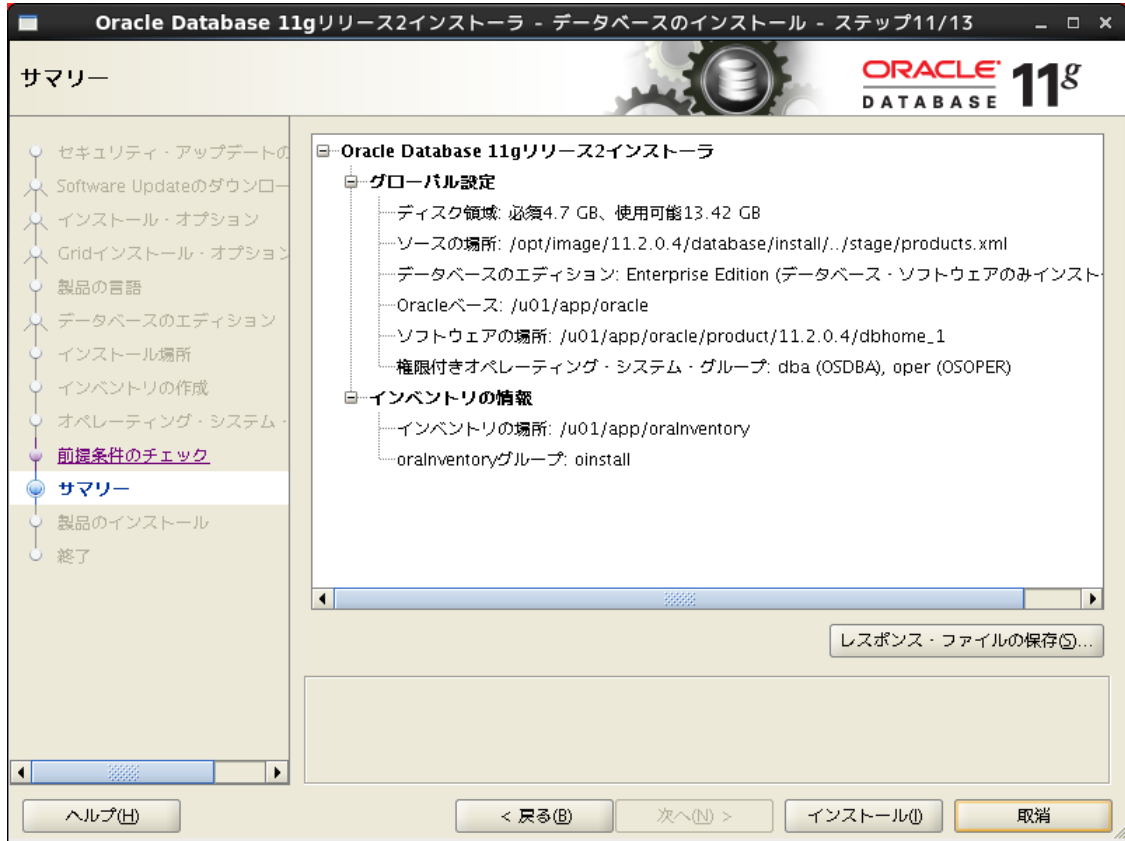 Oracle Database 11gリリース2インストーラ - データベースのインストール - ステップ11/13
サマリー
ORACLE
DATABASE
11g
セキュリティ・アップデートの
Software Updateのダウンロー
インストール・オプション
Gridインストール・オプション
製品の言語
データベースのエディション
インストール場所
インベントリの作成
オペレーティング・システム・
前提条件のチェック
サマリー
製品のインストール
終了
Oracle Database 11gリリース2インストーラ
グローバル設定
ディスク領域: 必須4.7 GB、使用可能13.42 GB
ソースの場所: /opt/image/11.2.0.4/database/install/../stage/products.xml
データベースのエディション: Enterprise Edition (データベース・ソフトウェアのみインスト
Oracleベース: /u01/app/oracle
ソフトウェアの場所: /u01/app/oracle/product/11.2.0.4/dbhome_1
権限付きオペレーティング・システム・グループ: dba (OSDBA), oper (OSOPER)
インベントリの情報
インベントリの場所: /u01/app/oraInventory
oraInventoryグループ: oinstall
レスポンス・ファイルの保存(S)...
ヘルプ(H)
< 戻る(B)
次へ(N) >
インストール(I)
取消